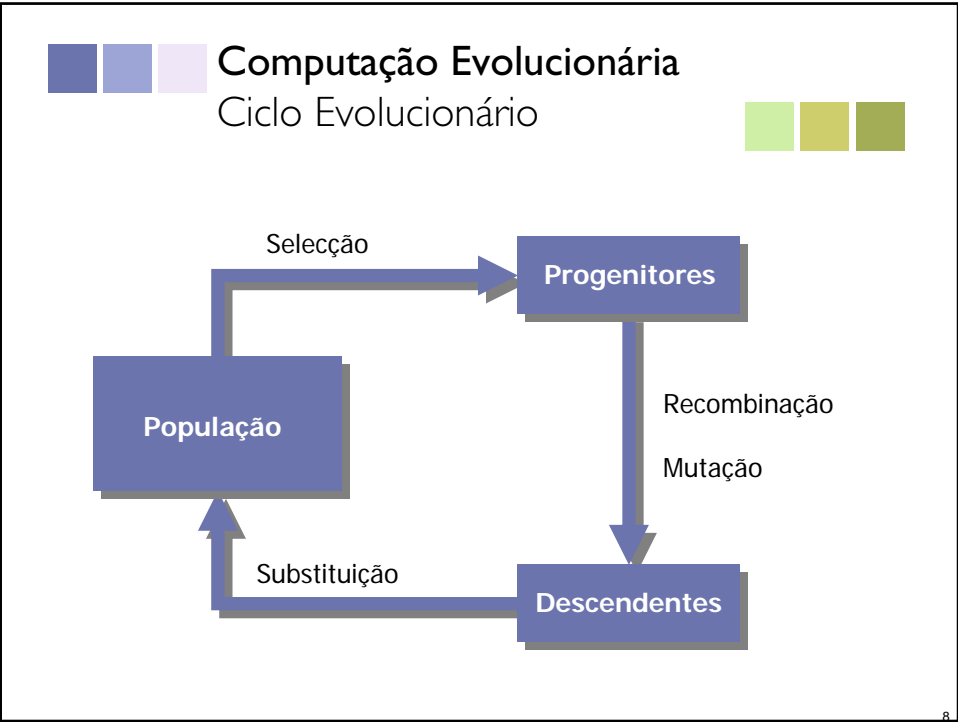 Computação Evolucionária
Ciclo Evolucionário
Selecção
Progenitores
População
Recombinação
Mutação
Substituição
Descendentes
8